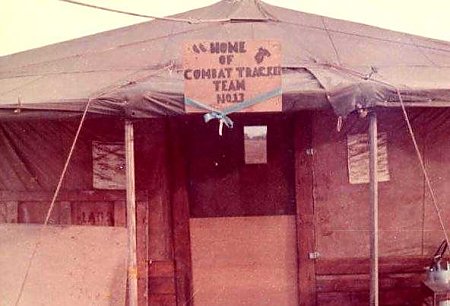 HOME
OF
COMBAT TRACKER
TEAM
NO.13